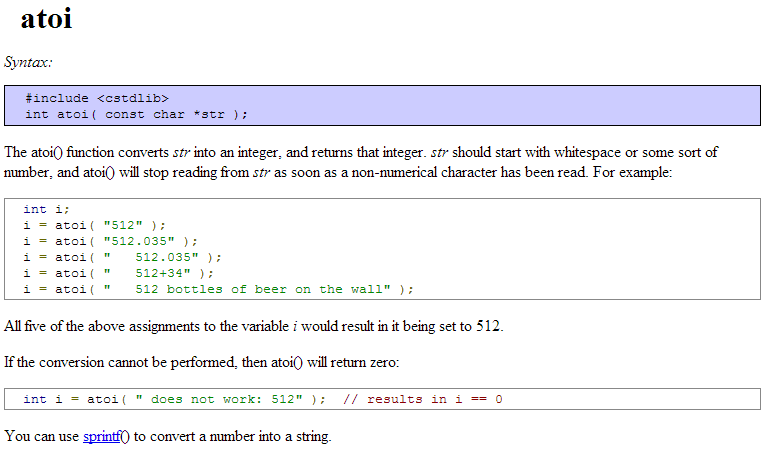 atoi
Syntax:
#include <cstdlib>
int atoi( const char *str );
The atoi() function converts str into an integer, and returns that integer. str should start with whitespace or some sort of
number, and atoi() will stop reading from str as soon as a non-numerical character has been read. For example:
int i;
i = atoi( "512" );
i = atoi( "512.035" );
i = atoi( "   512.035" );
i = atoi( "   512+34" );
i = atoi( "   512 bottles of beer on the wall" );
All five of the above assignments to the variable i would result in it being set to 512.
If the conversion cannot be performed, then atoi() will return zero:
int i = atoi( " does not work: 512" );  // results in i == 0
You can use sprintf() to convert a number into a string.